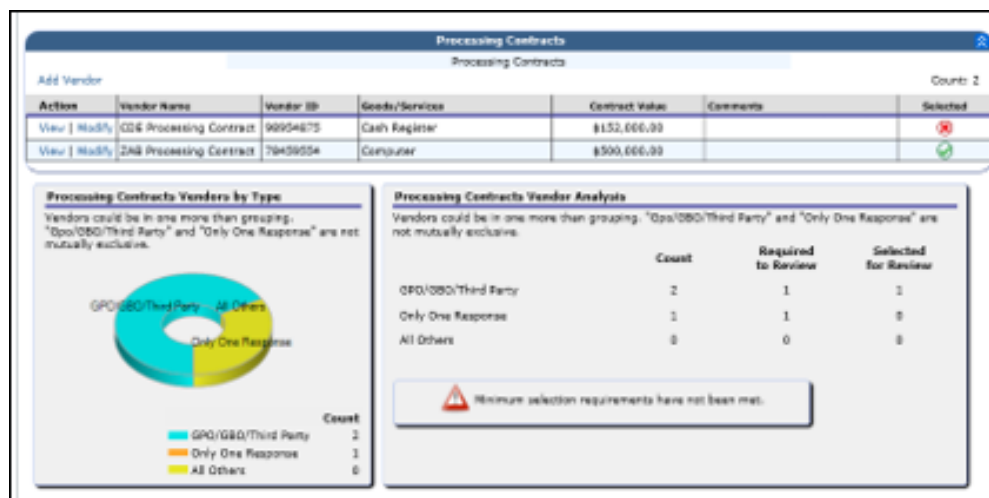 Processing Contracts
Processing Contracts
Add Vendor Count: 2
Action Vendor Name Vendor ID Goods/Services Contract Value Comments Selected
View | Modify CDE Processing Contract 98954875 Cash Register $152,000.00
View | Modify ZAB Processing Contract 78459554 Computer $500,000.00
Processing Contracts Vendors by Type
Vendors could be in one more than grouping.
"Gpo/GBO/Third Party" and "Only One Response" are not
mutually exclusive.
GPO/GBO/Third Party All Others
Only One Response
Count
GPO/GBO/Third Party 2
Only One Response 1
All Others 0
Processing Contracts Vendor Analysis
Vendors could be in one more than grouping. "Gpo/GBO/Third Party" and "Only One Response" are
not mutually exclusive.
Count Required to Review Selected for Review
GPO/GBO/Third Party 2 1 1
Only One Response 1 1 0
All Others 0 0 0
Minimum selection requirements have not been met.